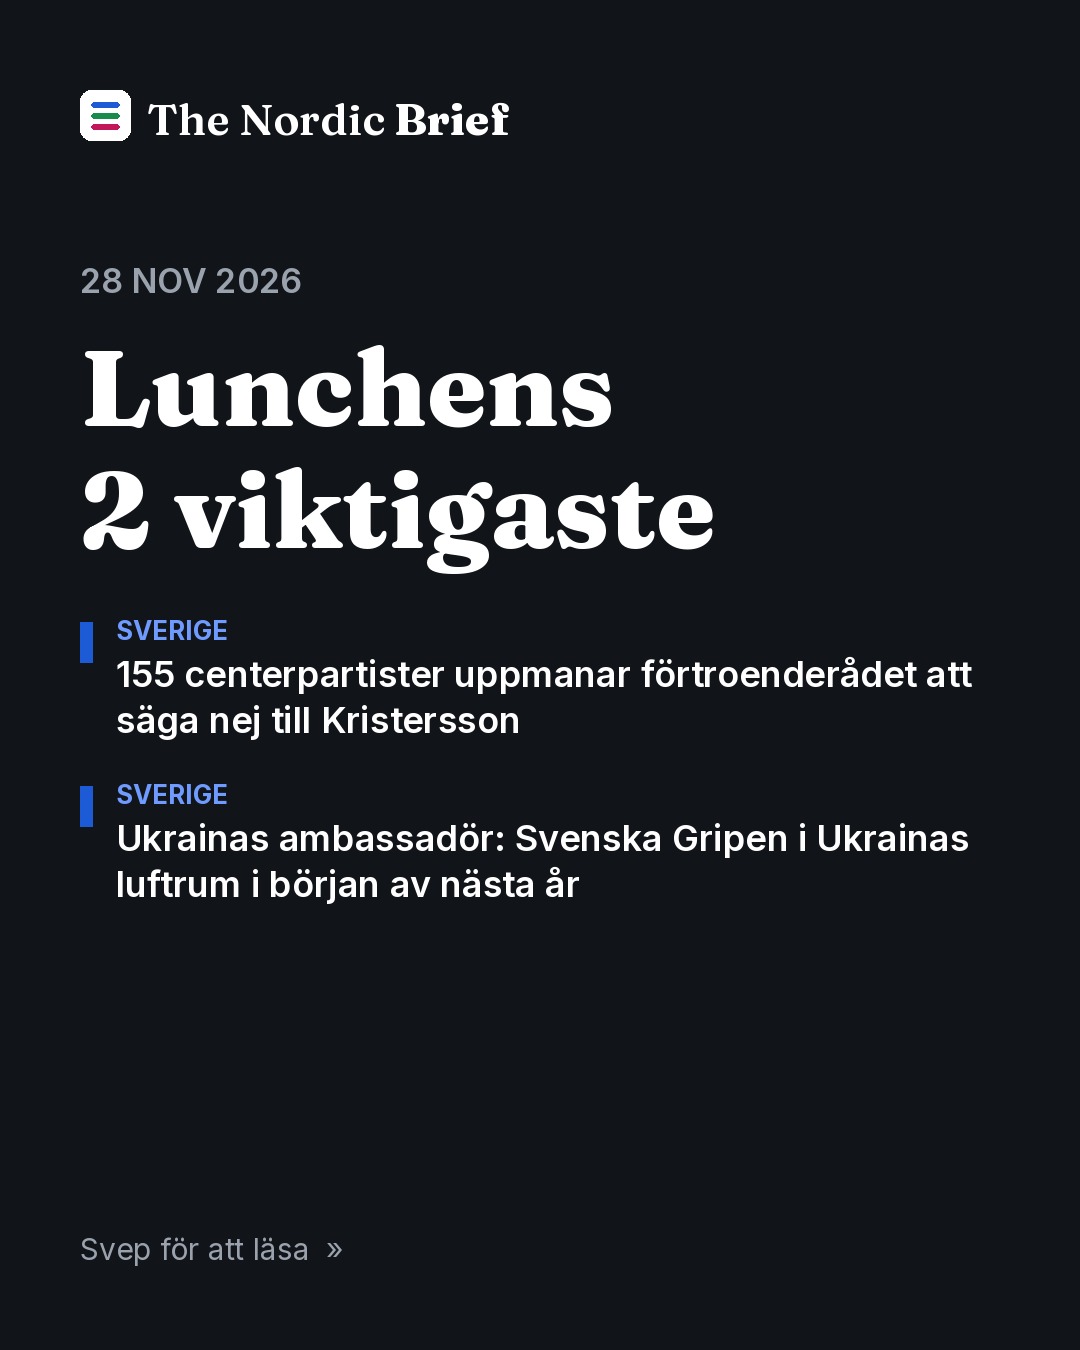 The Nordic Brief
28 NOV 2026
Lunchens
2 viktigaste
SVERIGE
155 centerpartister uppmanar förtroenderådet att
säga nej till Kristersson
SVERIGE
Ukrainas ambassadör: Svenska Gripen i Ukrainas
luftrum i början av nästa år
Svep för att läsa »